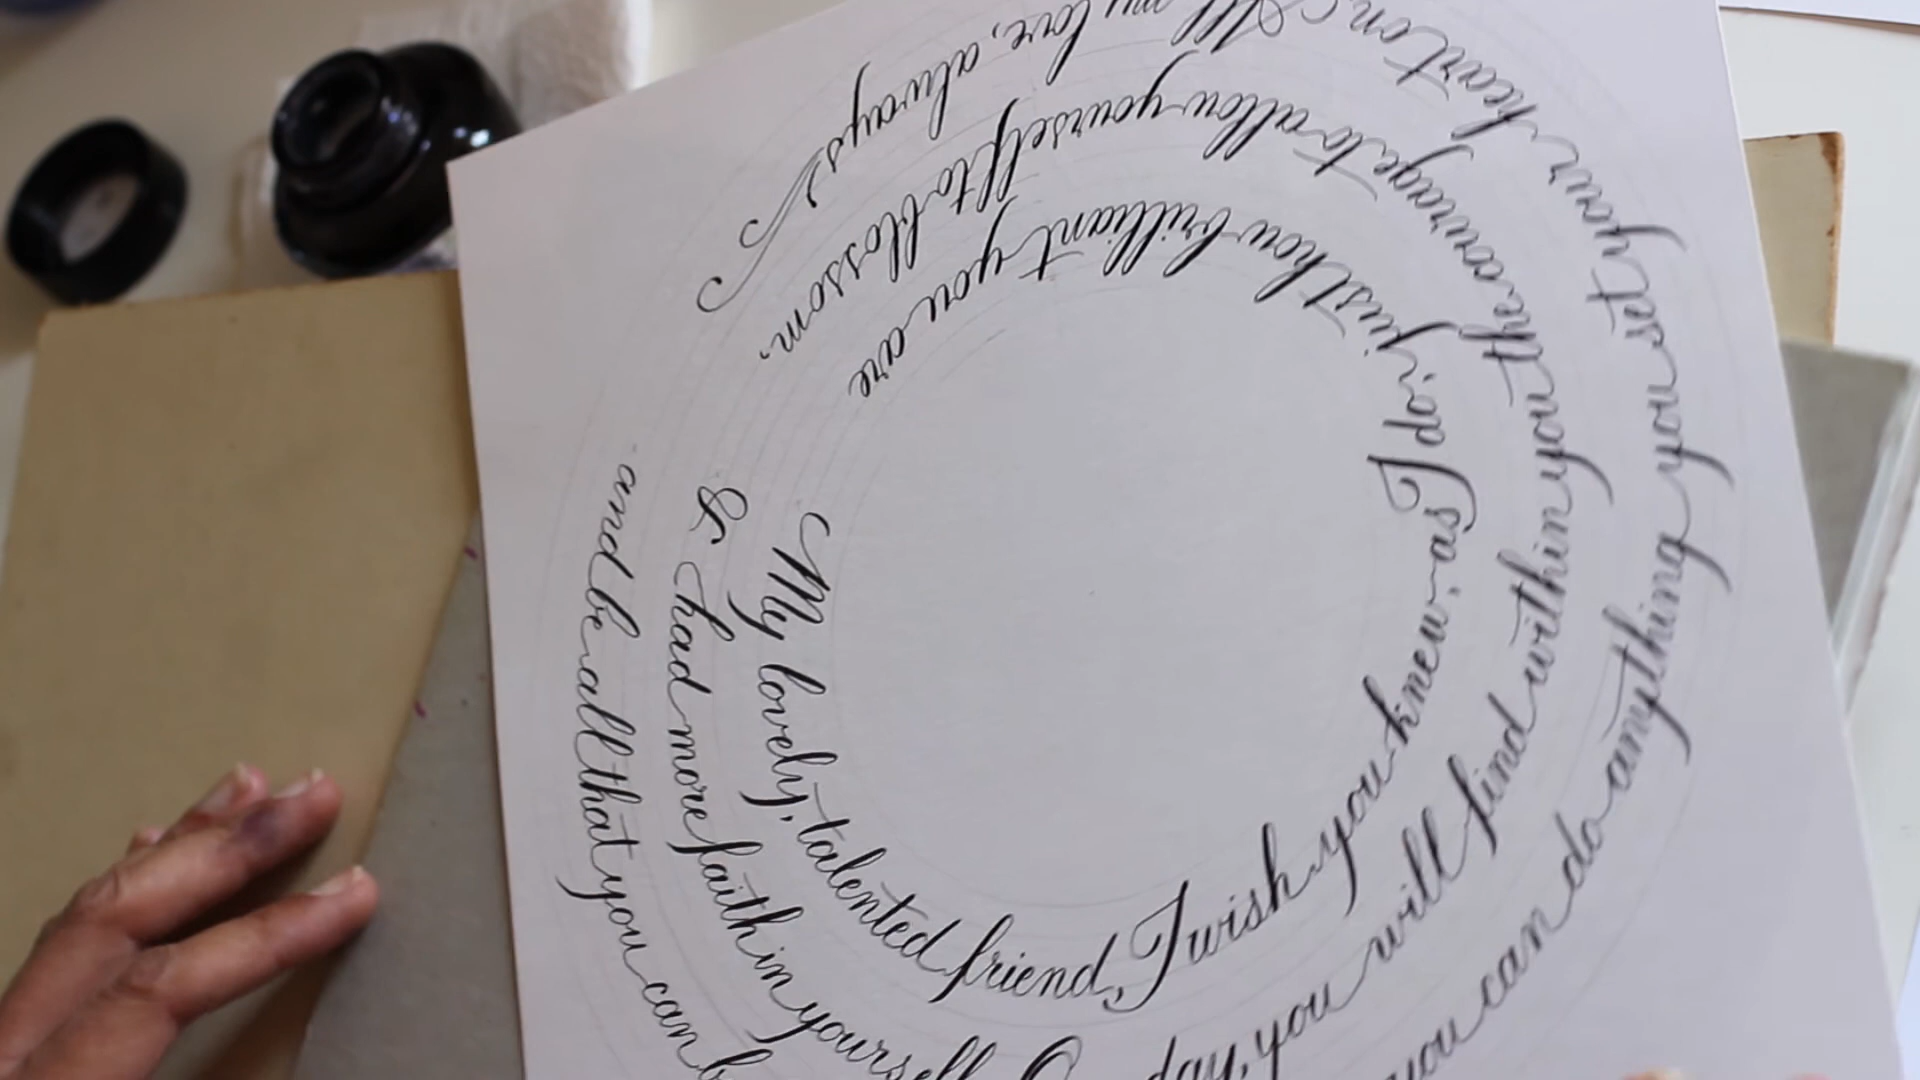 My lovely, talented friend, I wish you knew, as I do, just how brilliant you are
& had more faith in yourself day, you will find within you the courage to allow yourself to blossom,
and be all that you can you can do anything you set your heart on All my love, always